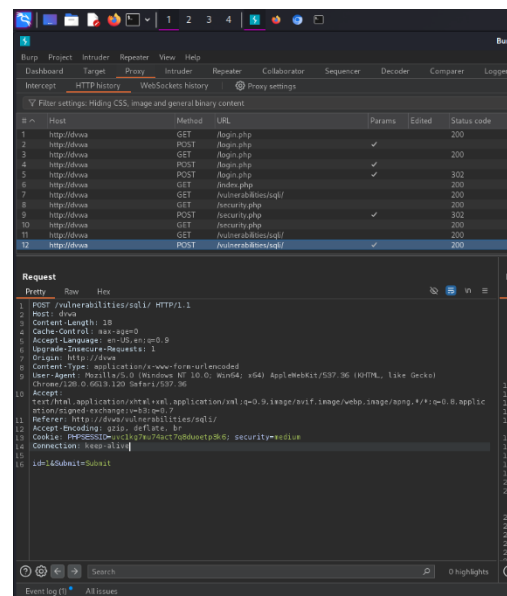 1 2 3 4
Bu
Burp Project Intruder Repeater View Help
Dashboard Target Proxy Intruder Repeater Collaborator Sequencer Decoder Comparer Logger
Intercept HTTP history WebSockets history Proxy settings
Filter settings: Hiding CSS, image and general binary content
# Host Method URL Params Edited Status code
1 http://dvwa GET /login.php 200
2 http://dvwa POST /login.php ✓
3 http://dvwa GET /login.php 200
4 http://dvwa POST /login.php ✓
5 http://dvwa POST /login.php ✓ 302
6 http://dvwa GET /index.php 200
7 http://dvwa GET /vulnerabilities/sqli/ 200
8 http://dvwa GET /security.php 200
9 http://dvwa POST /security.php ✓ 302
10 http://dvwa GET /security.php 200
11 http://dvwa GET /vulnerabilities/sqli/ 200
12 http://dvwa POST /vulnerabilities/sqli/ ✓ 200
Request
Pretty Raw Hex
1 POST /vulnerabilities/sqli/ HTTP/1.1
2 Host: dvwa
3 Content-Length: 18
4 Cache-Control: max-age=0
5 Accept-Language: en-US,en;q=0.9
6 Upgrade-Insecure-Requests: 1
7 Origin: http://dvwa
8 Content-Type: application/x-www-form-urlencoded
9 User-Agent: Mozilla/5.0 (Windows NT 10.0; Win64; x64) AppleWebKit/537.36 (KHTML, like Gecko)
Chrome/128.0.6613.120 Safari/537.36
10 Accept:
text/html,application/xhtml+xml,application/xml;q=0.9,image/avif,image/webp,image/apng,*/*;q=0.8,applic
ation/signed-exchange;v=b3;q=0.7
11 Referer: http://dvwa/vulnerabilities/sqli/
12 Accept-Encoding: gzip, deflate, br
13 Cookie: PHPSESSID=uvc1kg7mu74act7q8duoetp8k6; security=medium
14 Connection: keep-alive
15
16 id=1&Submit=Submit
Search 0 highlights
Event log (1) All issues